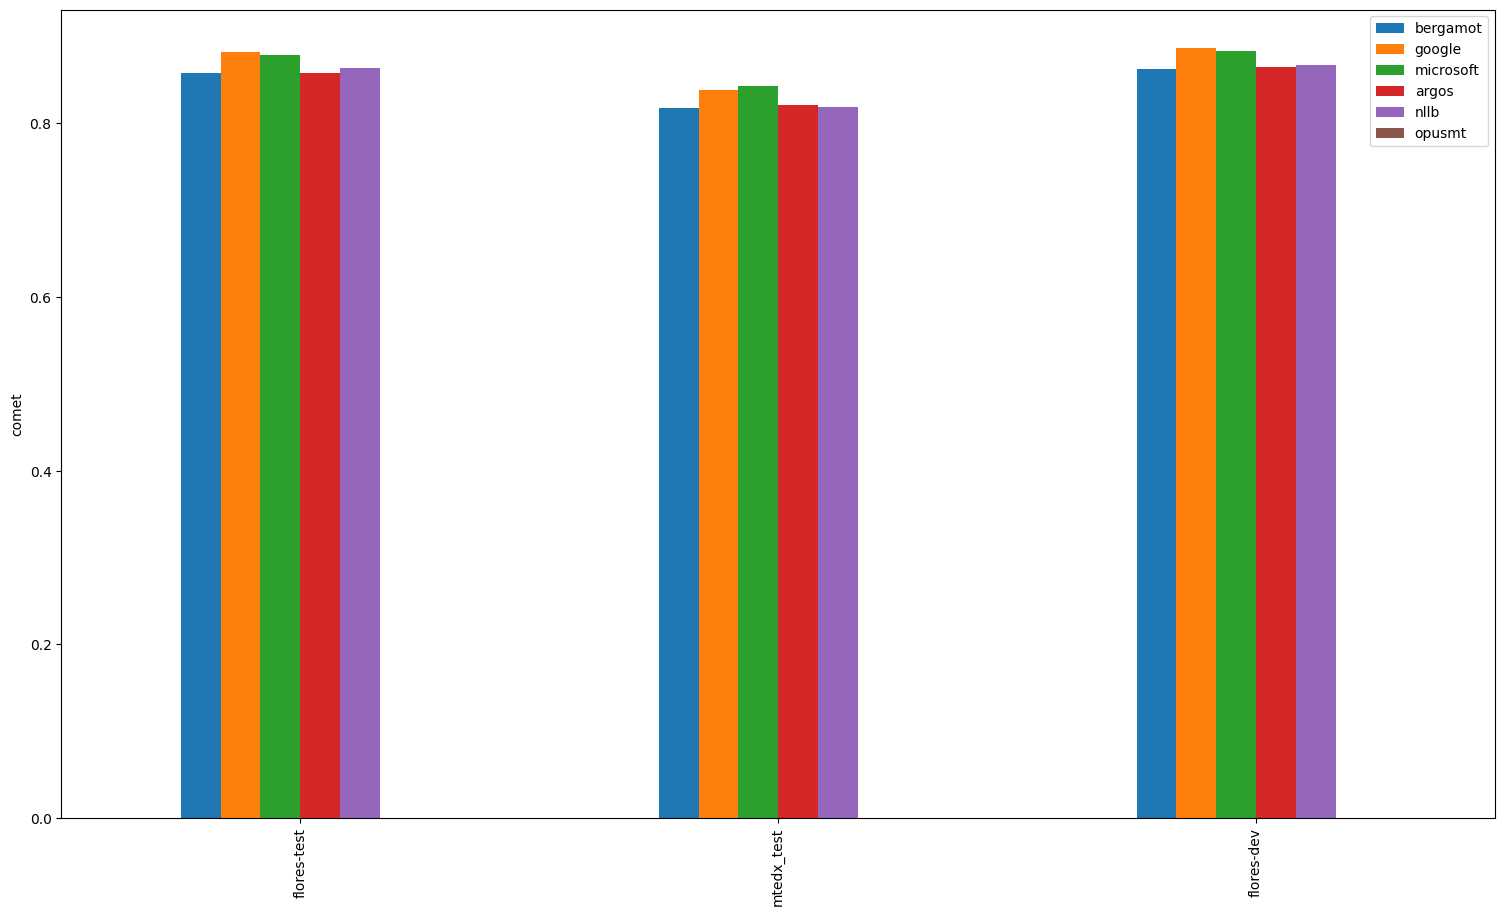 bergamot
google
microsoft
argos
nllb
opusmt
comet
0.8
0.6
0.4
0.2
0.0
flores-test
mtedx_test
flores-dev